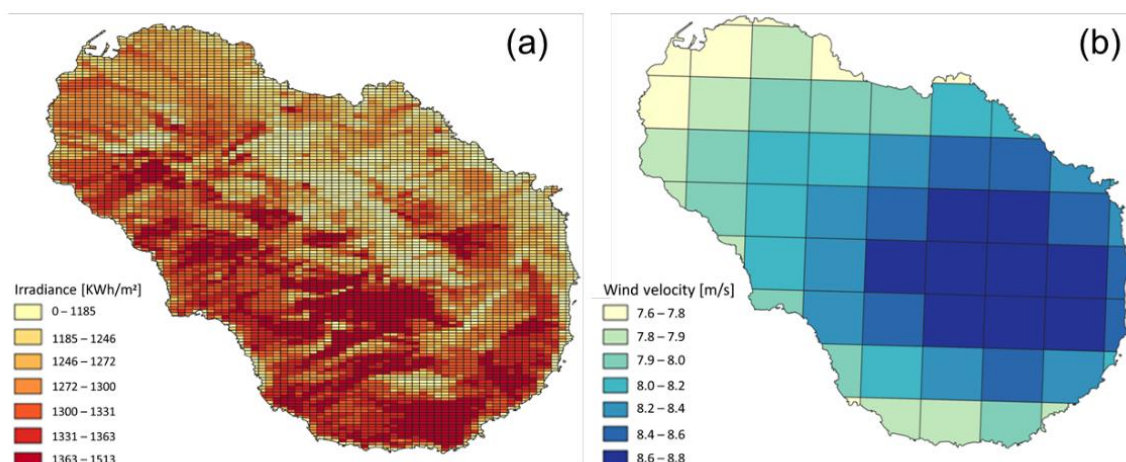 (a)
Irradiance [KWh/m²]
0 – 1185
1185 – 1246
1246 – 1272
1272 – 1300
1300 – 1331
1331 – 1363
1363 – 1513
(b)
Wind velocity [m/s]
7.6 – 7.8
7.8 – 7.9
7.9 – 8.0
8.0 – 8.2
8.2 – 8.4
8.4 – 8.6
8.6 – 8.8